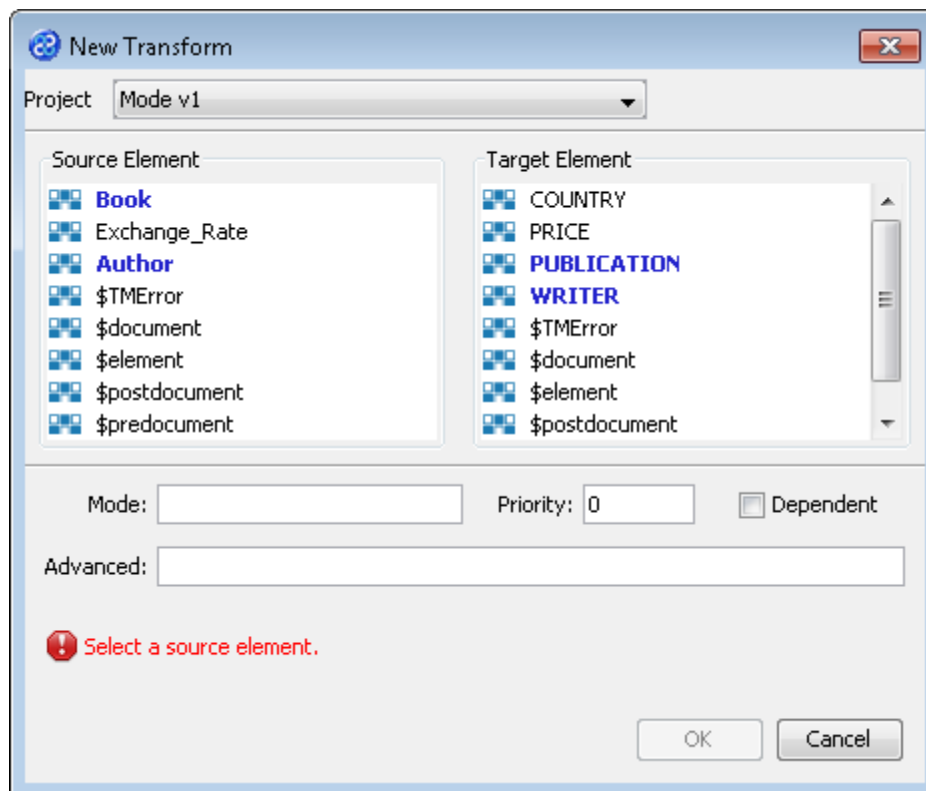 New Transform
Project Mode v1
Source Element
Book
Exchange_Rate
Author
$TMError
$document
$element
$postdocument
$predocument
Target Element
COUNTRY
PRICE
PUBLICATION
WRITER
$TMError
$document
$element
$postdocument
Mode: Priority: 0 Dependent
Advanced:
Select a source element.
OK Cancel